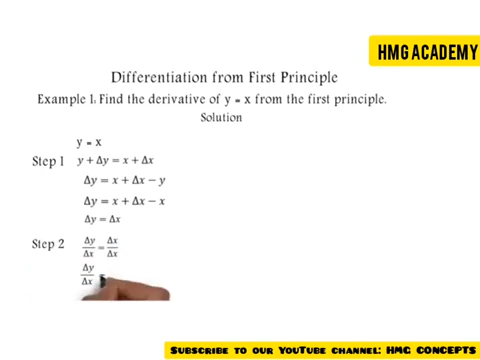 HMG ACADEMY
Differentiation from First Principle
Example 1: Find the derivative of y = x from the first principle.
Solution
y = x
Step 1 y + Δy = x + Δx
Δy = x + Δx − y
Δy = x + Δx − x
Δy = Δx
Step 2 Δy/Δx = Δx/Δx
Δy/Δx
Subscribe to our YouTube channel: HMG CONCEPTS